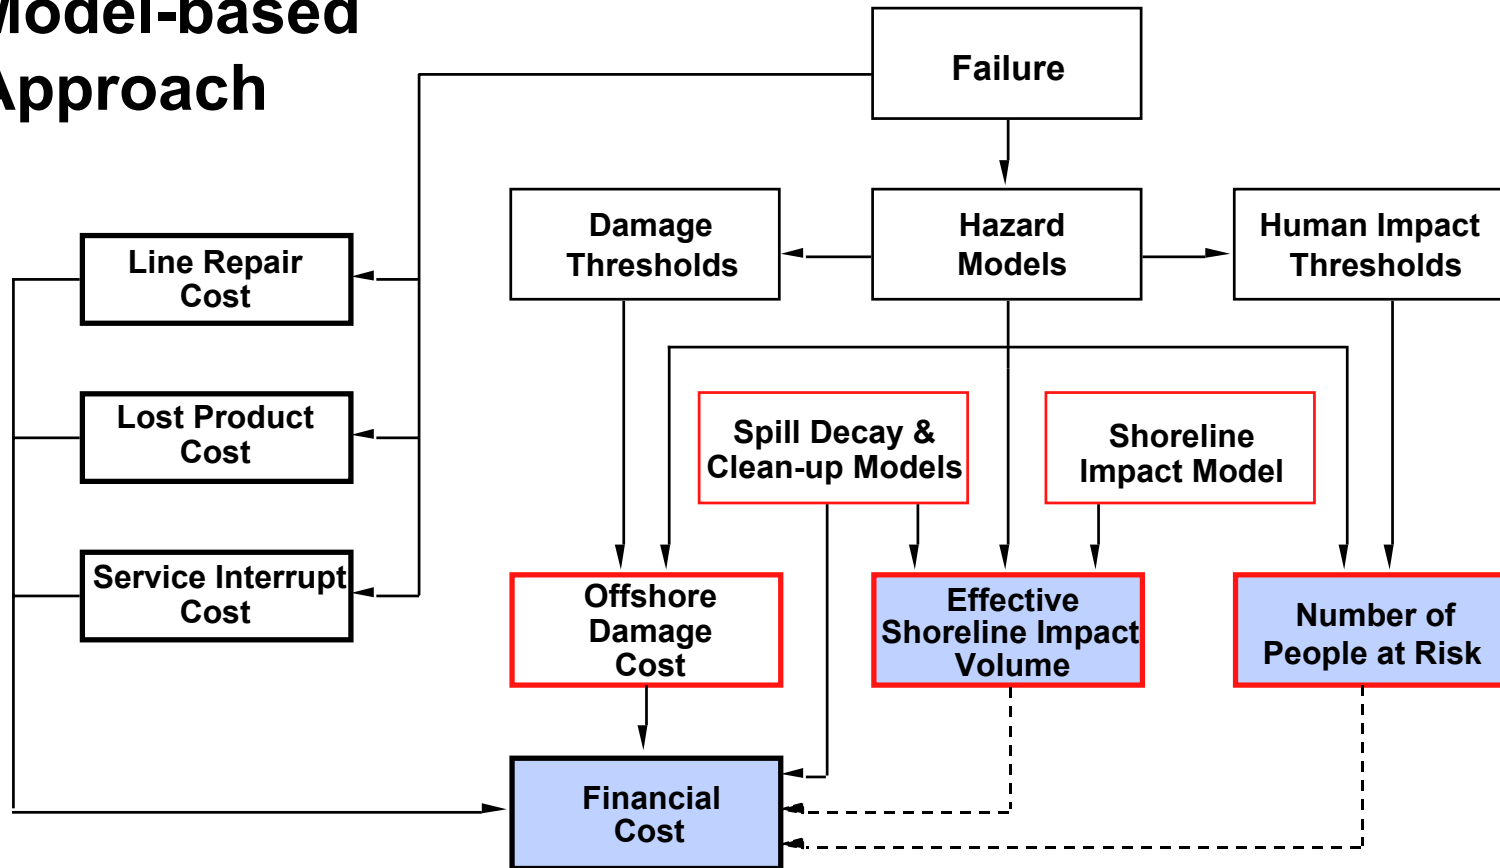 Model-based
Approach
Failure
Damage
Thresholds
Hazard
Models
Human Impact
Thresholds
Line Repair
Cost
Lost Product
Cost
Spill Decay &
Clean-up Models
Shoreline
Impact Model
Service Interrupt
Cost
Offshore
Damage
Cost
Effective
Shoreline Impact
Volume
Number of
People at Risk
Financial
Cost